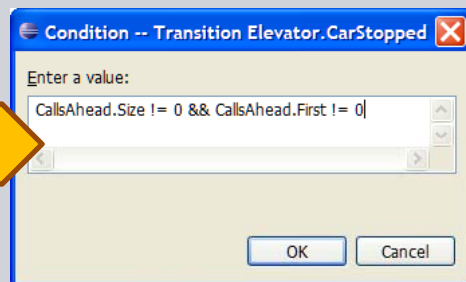 Condition -- Transition Elevator.CarStopped
Enter a value:
CallsAhead.Size != 0 && CallsAhead.First != 0
OK
Cancel